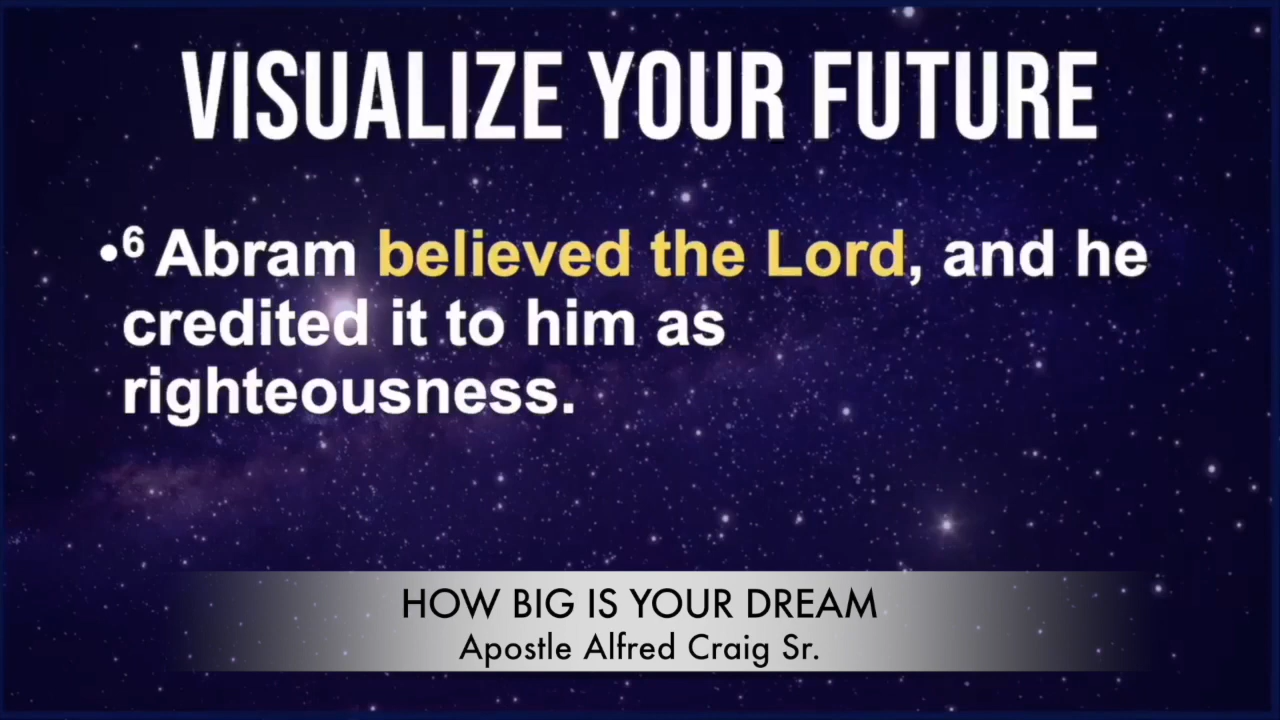 VISUALIZE YOUR FUTURE
•⁶ Abram believed the Lord, and he
credited it to him as
righteousness.
HOW BIG IS YOUR DREAM
Apostle Alfred Craig Sr.